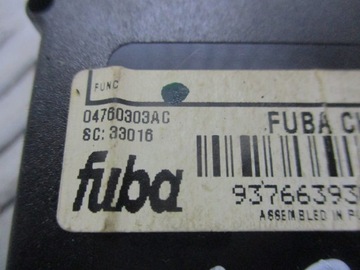 FUNC
04760303AC
SC: 33016
FUBA
fuba
93766393
ASSEMBLED IN